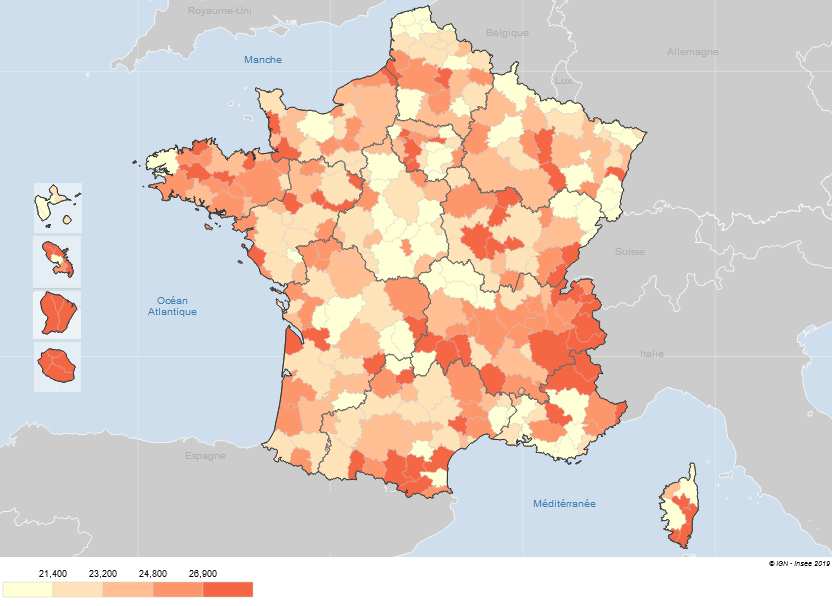 Royaume-Uni
Belgique
Manche
Allemagne
Lux.
Suisse
Océan
Atlantique
Italie
Espagne
Méditérranée
© IGN - Insee 2019
21,400 23,200 24,800 26,900